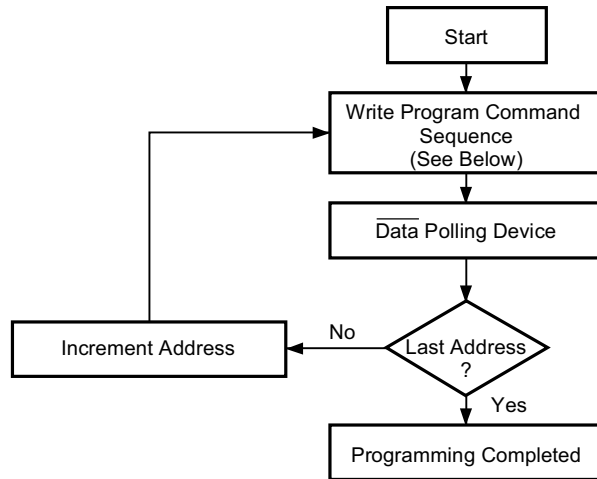 Start
Write Program Command
Sequence
(See Below)
Data Polling Device
Increment Address
No
Last Address
?
Yes
Programming Completed